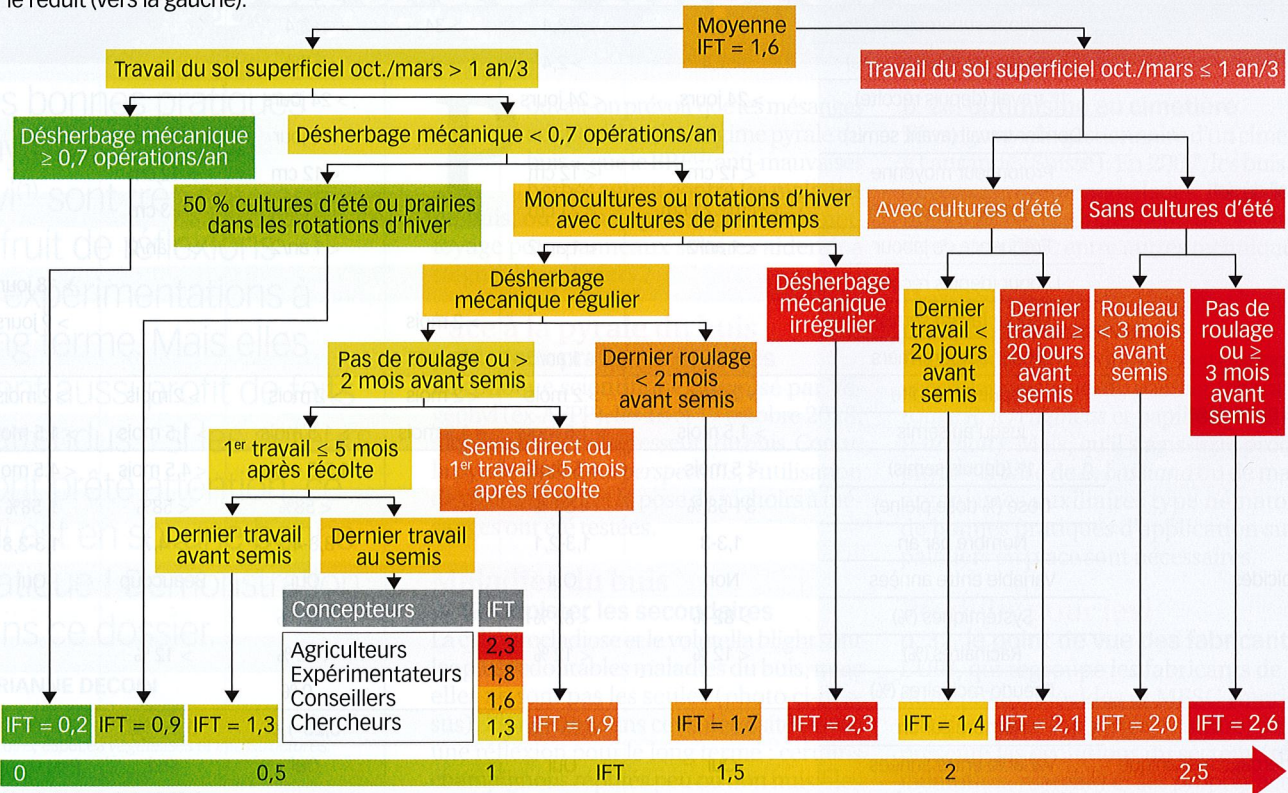 le réduit (vers la gauche).
Moyenne
IFT = 1,6
Travail du sol superficiel oct./mars > 1 an/3
Travail du sol superficiel oct./mars ≤ 1 an/3
Désherbage mécanique
≥ 0,7 opérations/an
Désherbage mécanique < 0,7 opérations/an
50 % cultures d'été ou prairies
dans les rotations d'hiver
Monocultures ou rotations d'hiver
avec cultures de printemps
Avec cultures d'été
Sans cultures d'été
Désherbage
mécanique régulier
Désherbage
mécanique
irrégulier
Dernier
travail <
20 jours
avant
semis
Dernier
travail ≥
20 jours
avant
semis
Rouleau
< 3 mois
avant
semis
Pas de
roulage
ou ≥
3 mois
avant
semis
Pas de roulage ou >
2 mois avant semis
Dernier roulage
< 2 mois
avant semis
1er travail ≤ 5 mois
après récolte
Semis direct ou
1er travail > 5 mois
après récolte
Dernier travail
avant semis
Dernier travail
au semis
Concepteurs IFT
Agriculteurs 2,3
Expérimentateurs 1,8
Conseillers 1,6
Chercheurs 1,3
IFT = 0,2 IFT = 0,9 IFT = 1,3 IFT = 1,9 IFT = 1,7 IFT = 2,3 IFT = 1,4 IFT = 2,1 IFT = 2,0 IFT = 2,6
0 0,5 1 IFT 1,5 2 2,5